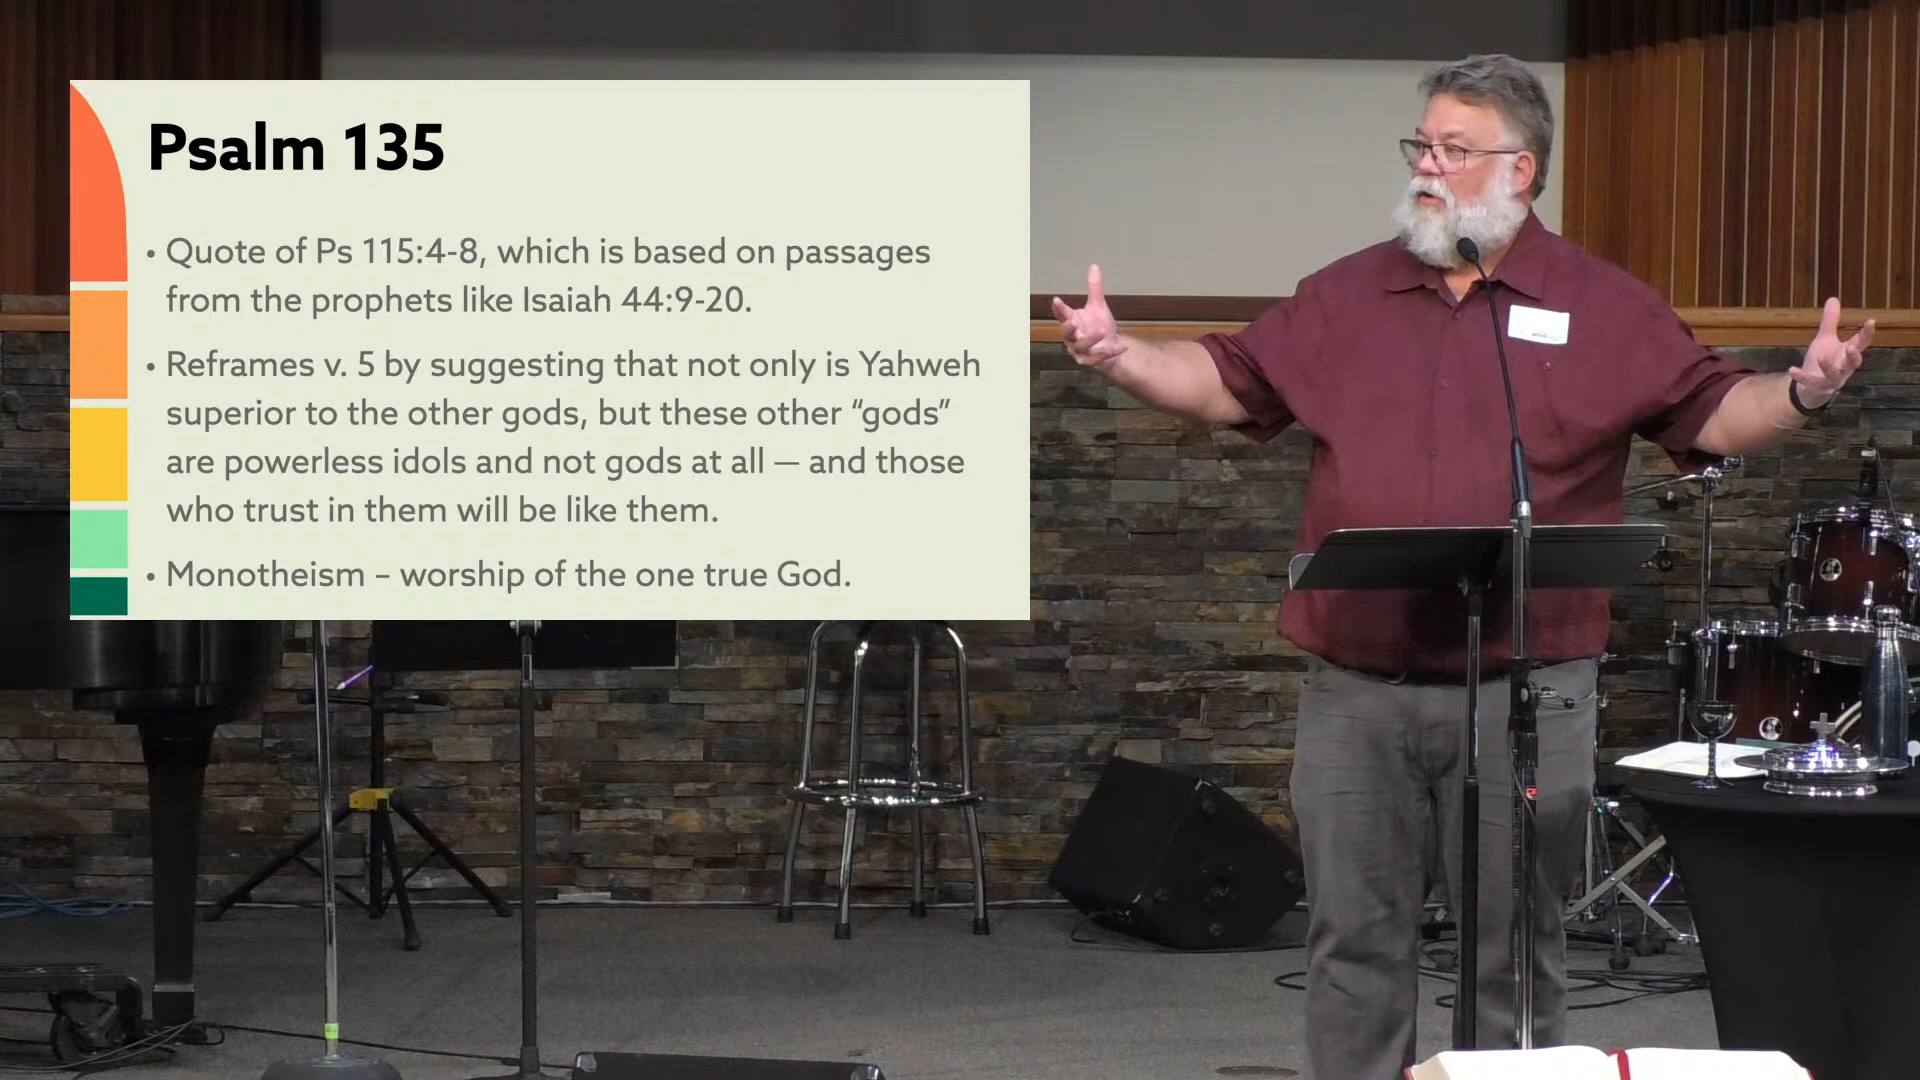 Psalm 135
• Quote of Ps 115:4-8, which is based on passages
from the prophets like Isaiah 44:9-20.
• Reframes v. 5 by suggesting that not only is Yahweh
superior to the other gods, but these other “gods”
are powerless idols and not gods at all — and those
who trust in them will be like them.
• Monotheism – worship of the one true God.